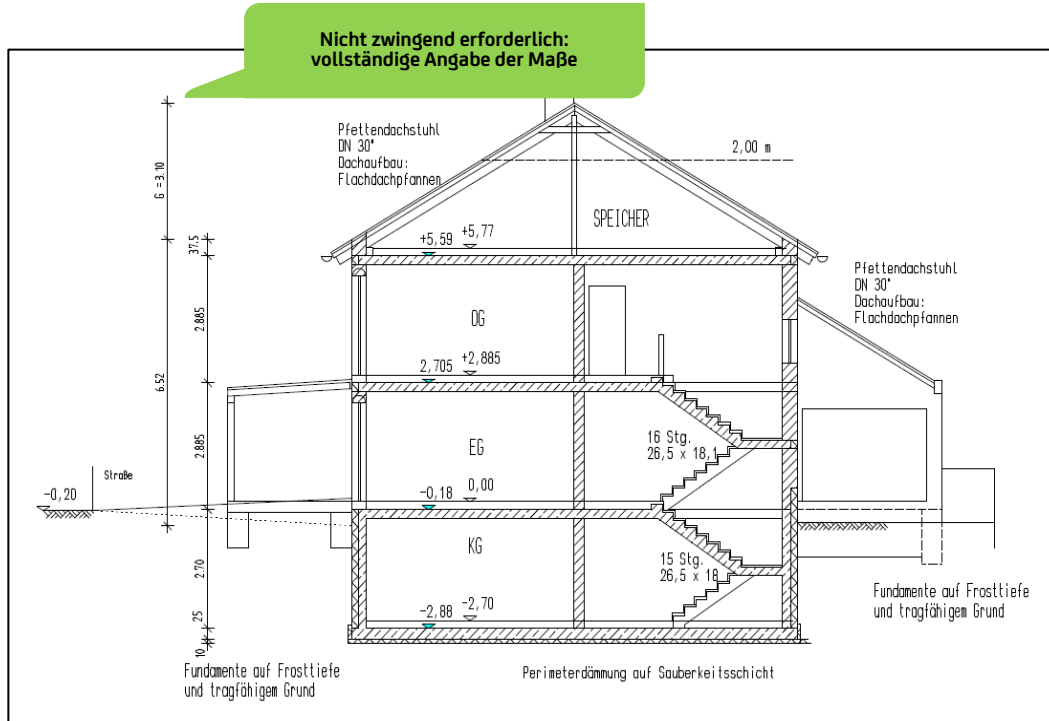 Nicht zwingend erforderlich:
vollständige Angabe der Maße
Pfettendachstuhl
DN 30°
Dachaufbau:
Flachdachpfannen
2,00 m
G =3.10
SPEICHER
+5,77
+5,59
37.5
Pfettendachstuhl
DN 30°
Dachaufbau:
Flachdachpfannen
2.885
OG
+2,885
2,705
6.52
2.885
16 Stg.
26,5 x 18,1
EG
Straße
-0,20
0,00
-0,18
KG
15 Stg.
26,5 x 18
2.70
-2,70
-2,88
25
10
Fundamente auf Frosttiefe
und tragfähigem Grund
Fundamente auf Frosttiefe
und tragfähigem Grund
Perimeterdämmung auf Sauberkeitsschicht